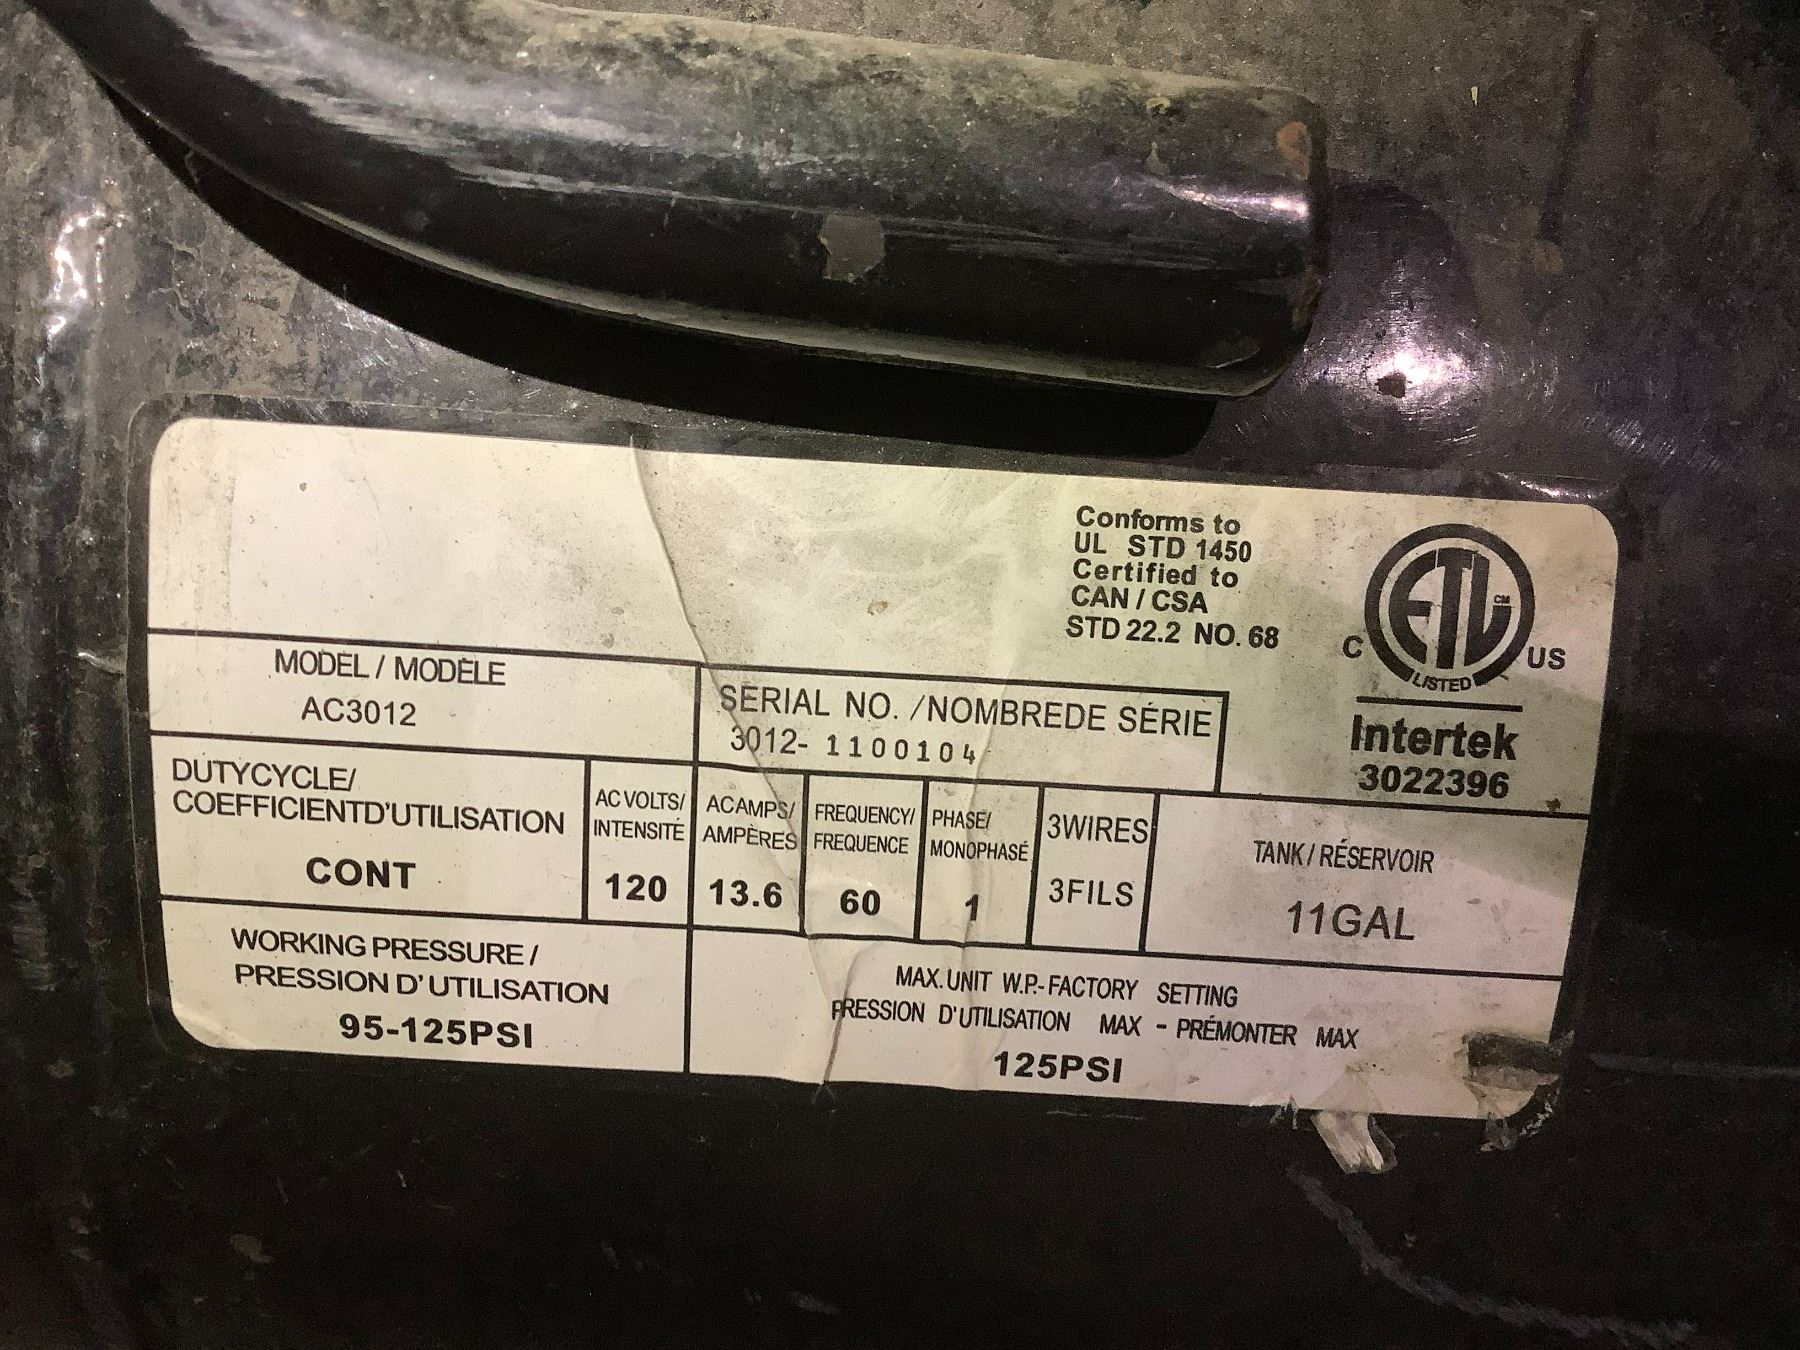 Conforms to
UL STD 1450
Certified to
CAN / CSA
STD 22.2 NO. 68
ETL CM
LISTED
C US
Intertek
3022396
MODEL / MODÈLE
AC3012
SERIAL NO. /NOMBREDE SÉRIE
3012- 1100104
DUTYCYCLE/
COEFFICIENTD'UTILISATION
CONT
AC VOLTS/
INTENSITÉ
120
ACAMPS/
AMPÈRES
13.6
FREQUENCY/
FREQUENCE
60
PHASE/
MONOPHASÉ
1
3WIRES
3FILS
TANK / RÉSERVOIR
11GAL
WORKING PRESSURE /
PRESSION D'UTILISATION
95-125PSI
MAX. UNIT W.P.-FACTORY SETTING
PRESSION D'UTILISATION MAX - PRÉMONTER MAX
125PSI